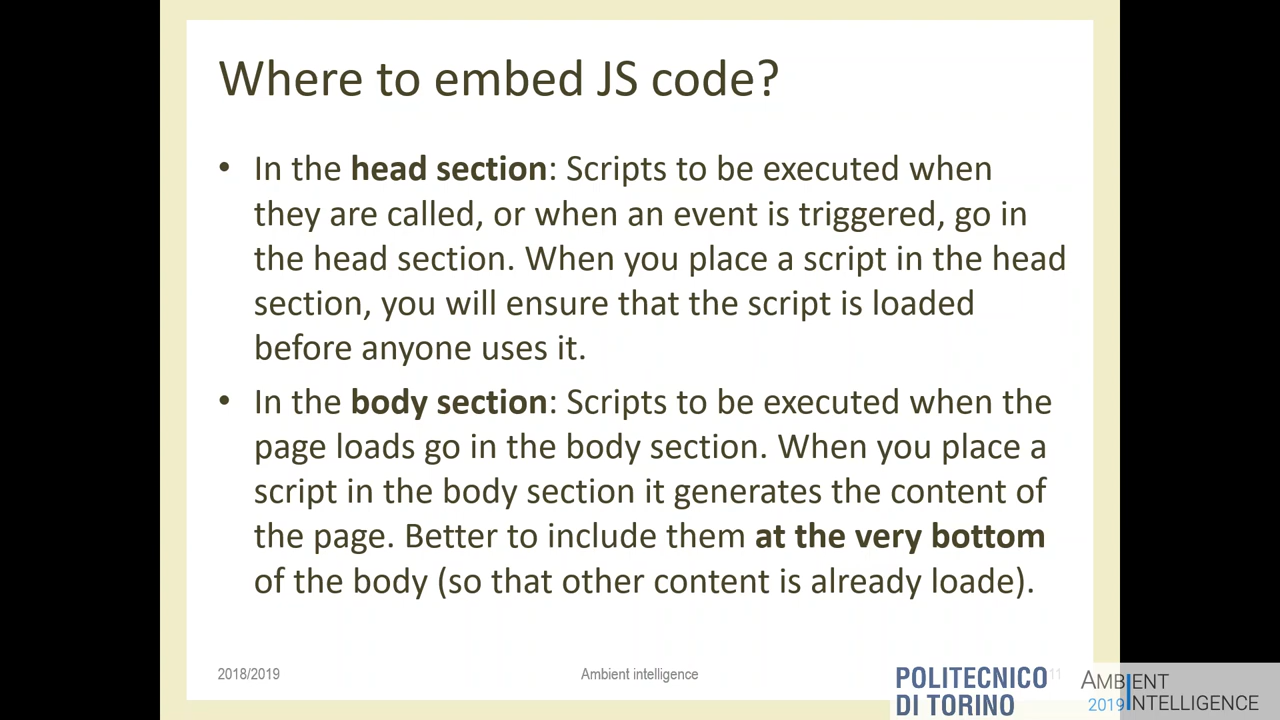 Where to embed JS code?
• In the head section: Scripts to be executed when
they are called, or when an event is triggered, go in
the head section. When you place a script in the head
section, you will ensure that the script is loaded
before anyone uses it.
• In the body section: Scripts to be executed when the
page loads go in the body section. When you place a
script in the body section it generates the content of
the page. Better to include them at the very bottom
of the body (so that other content is already loade).
2018/2019
Ambient intelligence
11
POLITECNICO
DI TORINO
AMBIENT
2019 INTELLIGENCE